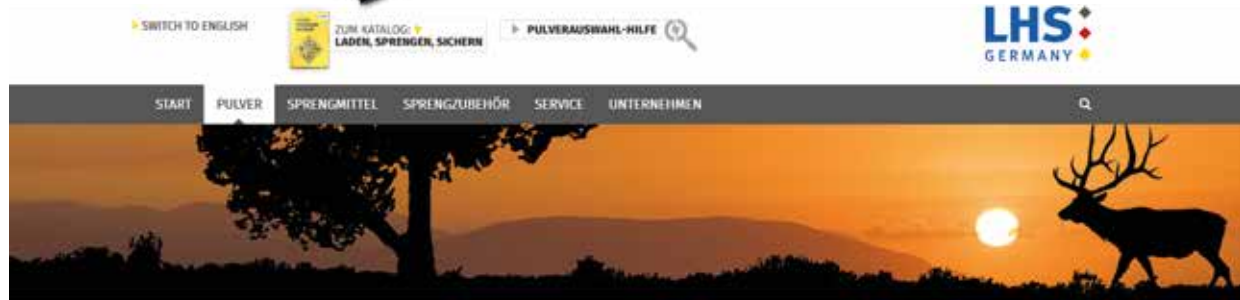 SWITCH TO ENGLISH
ZUM KATALOG:
LADEN, SPRENGEN, SICHERN
PULVERAUSWAHL-HILFE
LHS
GERMANY
START PULVER SPRENGMITTEL SPRENGZUBEHÖR SERVICE UNTERNEHMEN